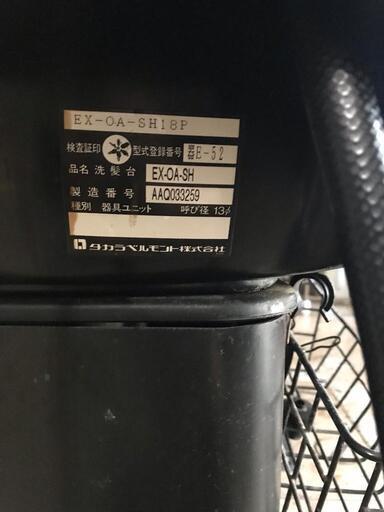 EX-OA-SH18P
検査証印 型式登録番号 器E-52
品名 洗髪台 EX-OA-SH
製造番号 AAQ033259
種別 器具ユニット 呼び径 13
タカラベルモント株式会社